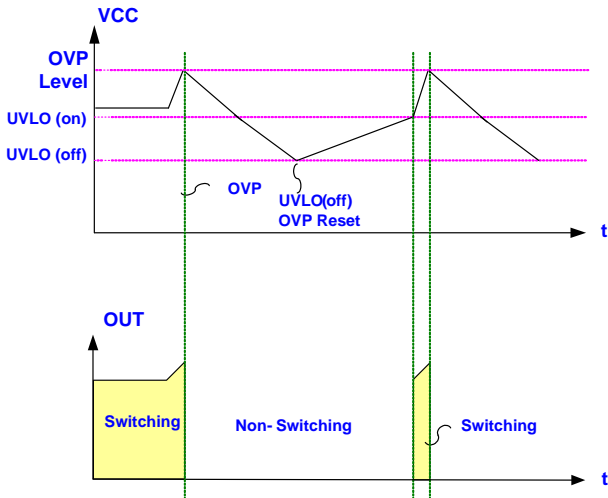 VCC
OVP
Level
UVLO (on)
UVLO (off)
OVP
UVLO(off)
OVP Reset
t
OUT
Switching
Non- Switching
Switching
t